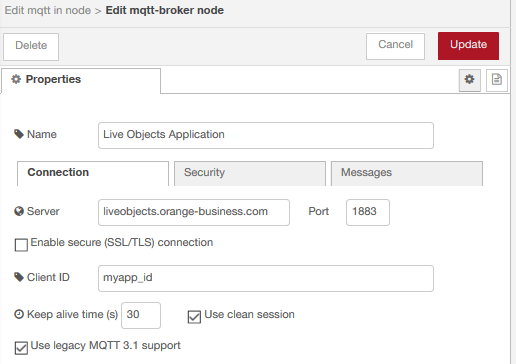 Edit mqtt in node > Edit mqtt-broker node
Delete Cancel Update
Properties
Name Live Objects Application
Connection Security Messages
Server liveobjects.orange-business.com Port 1883
Enable secure (SSL/TLS) connection
Client ID myapp_id
Keep alive time (s) 30 Use clean session
Use legacy MQTT 3.1 support